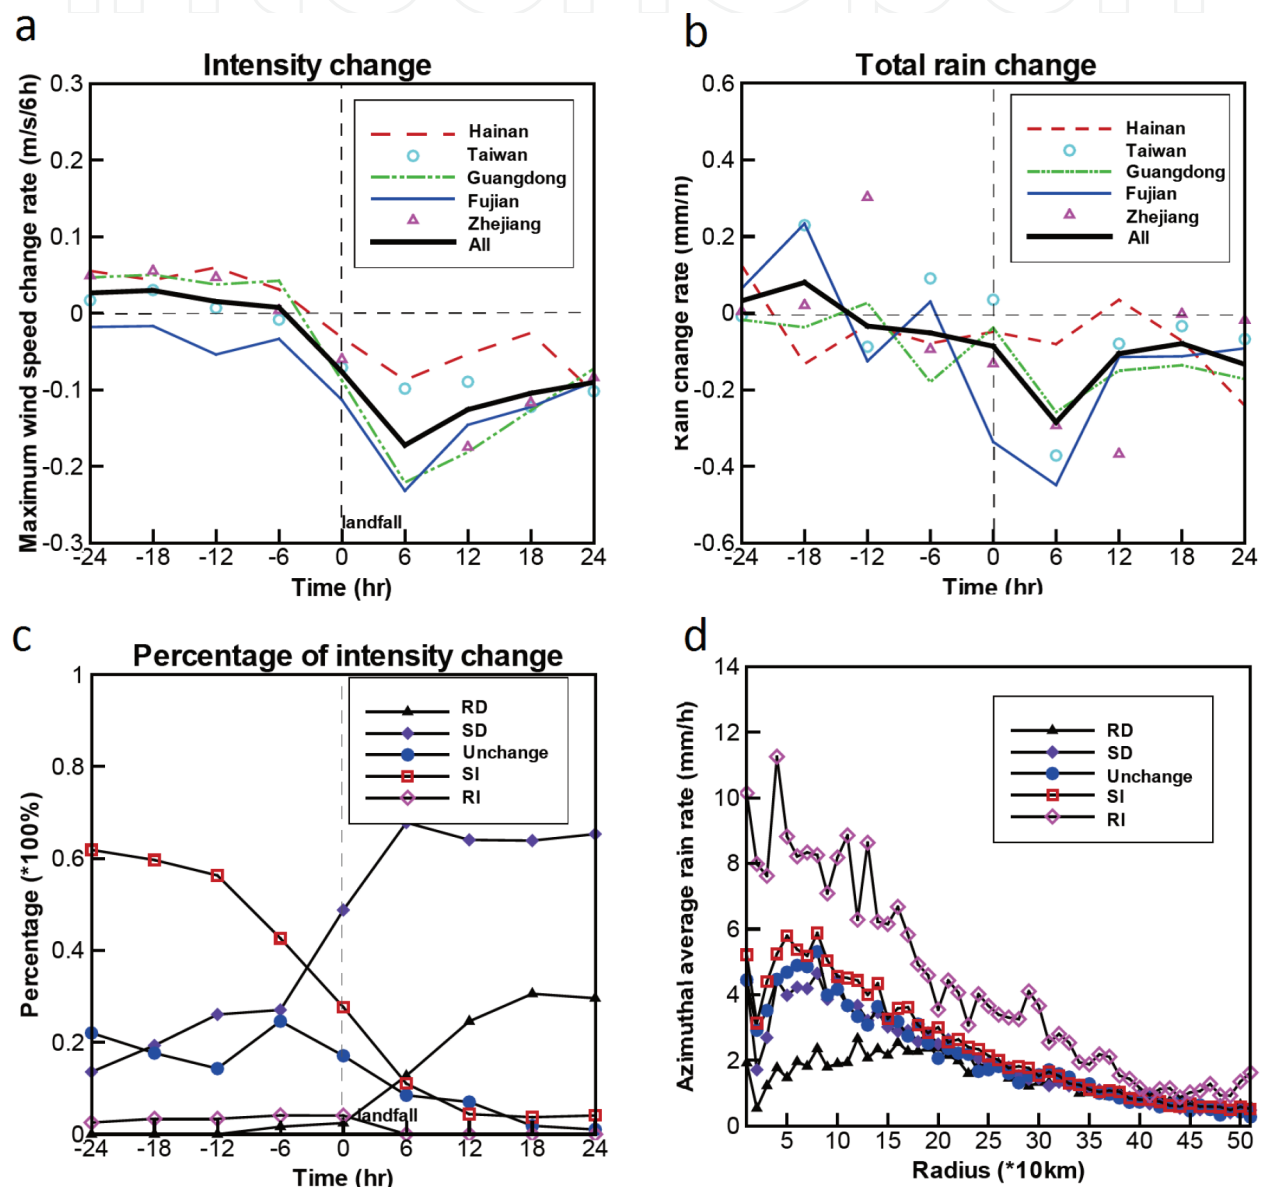 a
Intensity change
Maximum wind speed change rate (m/s/6h)
0.3
0.2
0.1
0
-0.1
-0.2
-0.3
Hainan
Taiwan
Guangdong
Fujian
Zhejiang
All
landfall
-24 -18 -12 -6 0 6 12 18 24
Time (hr)
b
Total rain change
Rain change rate (mm/h)
0.6
0.4
0.2
0
-0.2
-0.4
-0.6
Hainan
Taiwan
Guangdong
Fujian
Zhejiang
All
-24 -18 -12 -6 0 6 12 18 24
Time (hr)
c
Percentage of intensity change
Percentage (*100%)
1
0.8
0.6
0.4
0.2
0
RD
SD
Unchange
SI
RI
landfall
-24 -18 -12 -6 0 6 12 18 24
Time (hr)
d
Azimuthal average rain rate (mm/h)
14
12
10
8
6
4
2
0
RD
SD
Unchange
SI
RI
5 10 15 20 25 30 35 40 45 50
Radius (*10km)